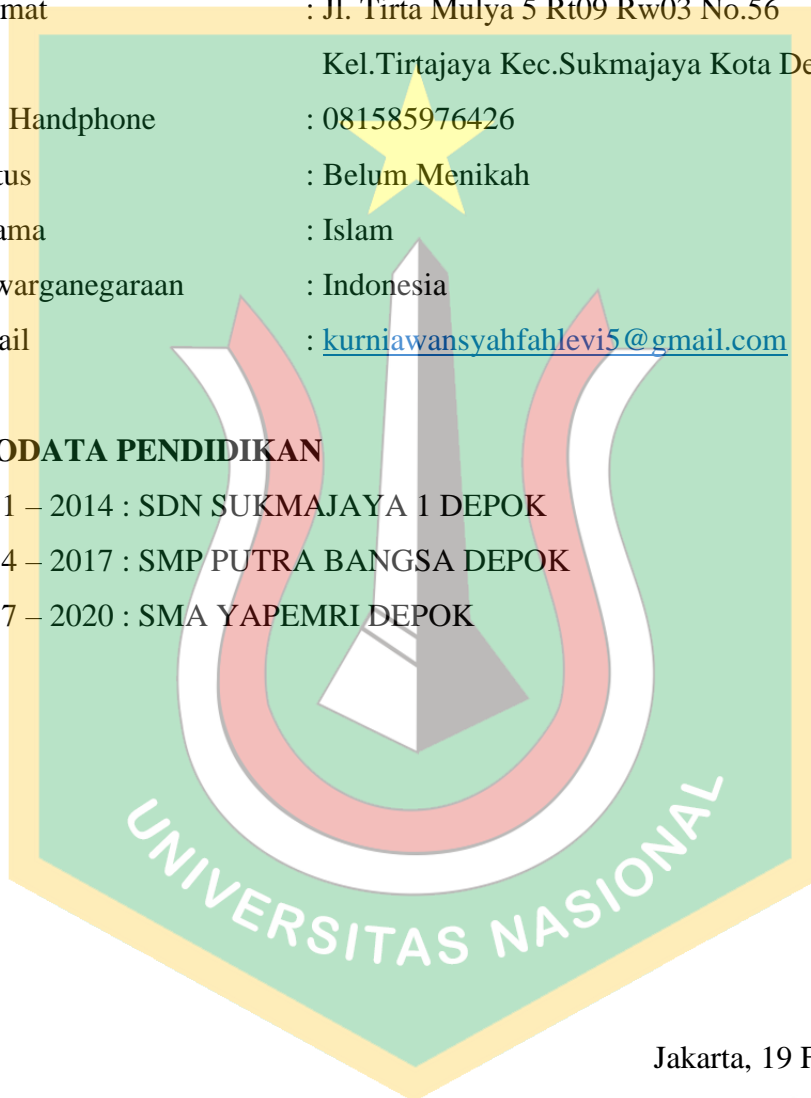 mat : Jl. Tirta Mulya 5 Rt09 Rw03 No.56
Kel.Tirtajaya Kec.Sukmajaya Kota De
Handphone : 081585976426
tus : Belum Menikah
ama : Islam
warganegaraan : Indonesia
ail : kurniawansyahfahlevi5@gmail.com
ODATA PENDIDIKAN
1 – 2014 : SDN SUKMAJAYA 1 DEPOK
4 – 2017 : SMP PUTRA BANGSA DEPOK
7 – 2020 : SMA YAPEMRI DEPOK
UNIVERSITAS NASIONAL
Jakarta, 19 F